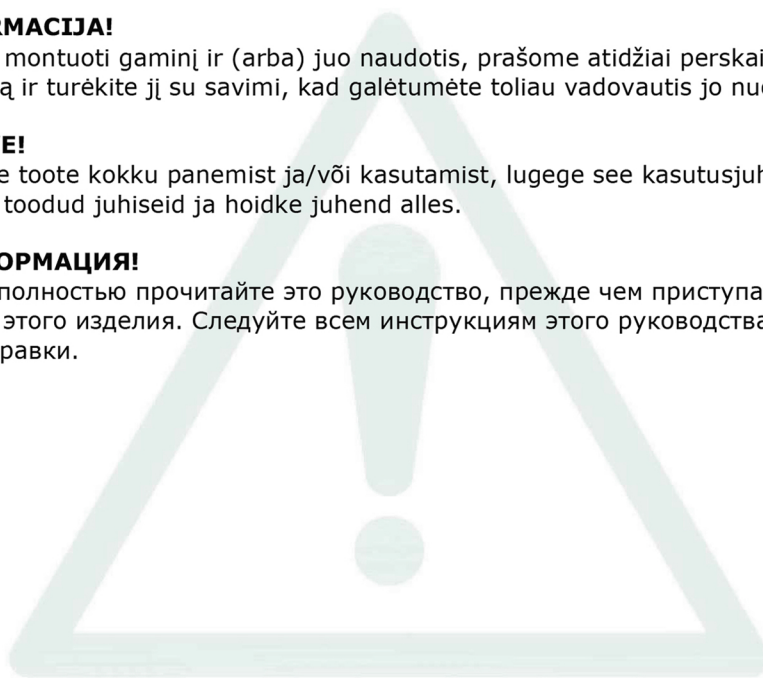 RMACIJA!
montuoti gaminį ir (arba) juo naudotis, prašome atidžiai perskai
ą ir turėkite jį su savimi, kad galėtumėte toliau vadovautis jo nuo
E!
e toote kokku panemist ja/või kasutamist, lugege see kasutusjuh
toodud juhiseid ja hoidke juhend alles.
ОРМАЦИЯ!
полностью прочитайте это руководство, прежде чем приступа
этого изделия. Следуйте всем инструкциям этого руководства
равки.